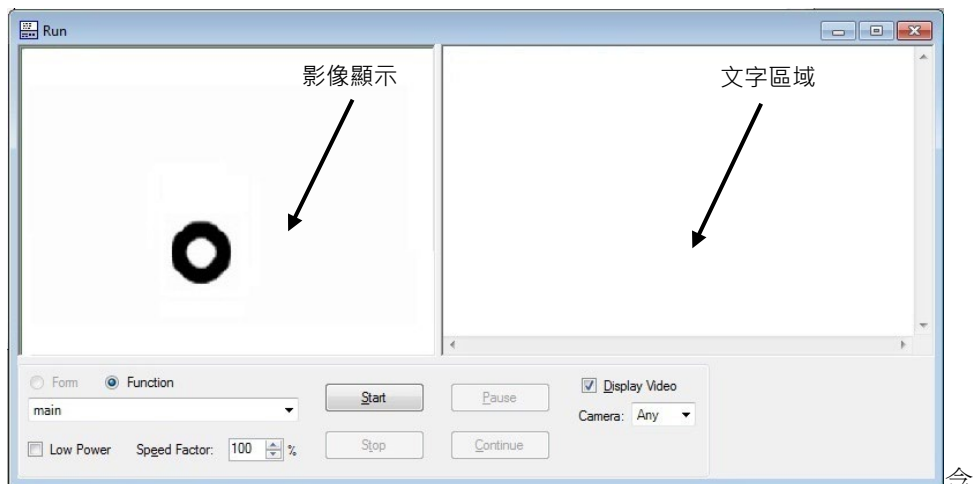 Run
影像顯示
文字區域
Form
Function
main
Start
Pause
Display Video
Camera: Any
Low Power
Speed Factor: 100 %
Stop
Continue